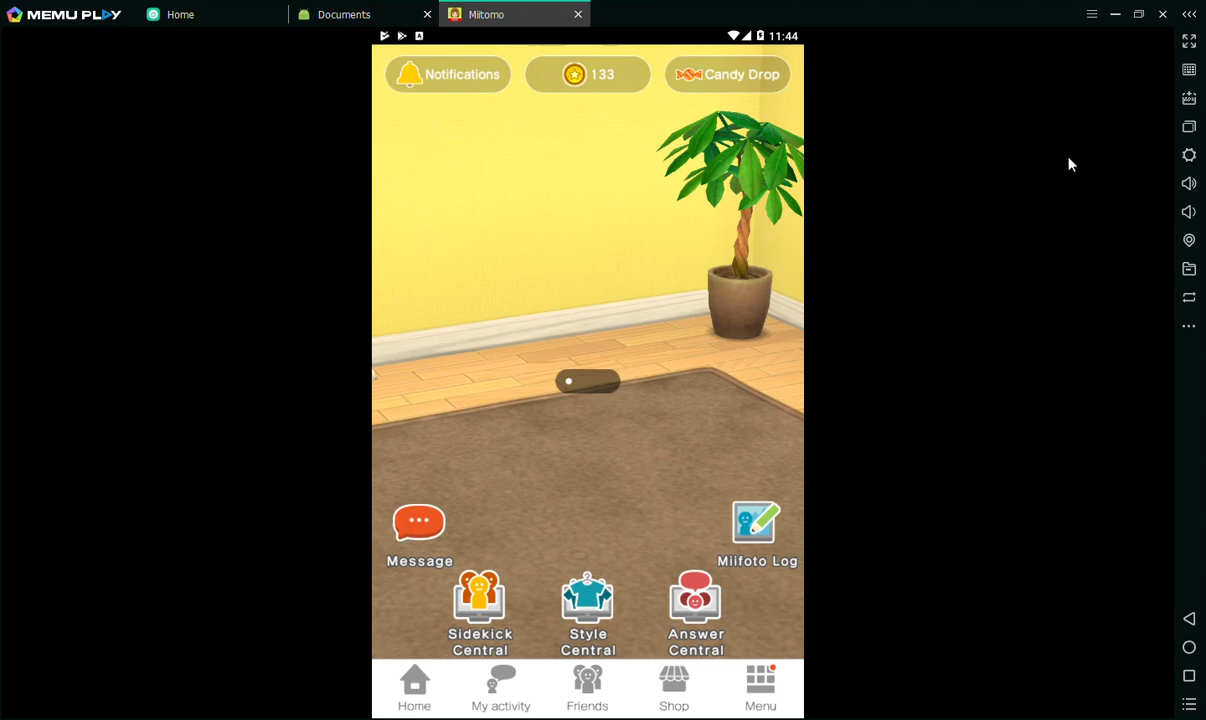 MEMU PLAY
Home
Documents
Miitomo
A
11:44
Notifications
133
Candy Drop
API
Message
Miifoto Log
Sidekick
Central
Style
Central
Answer
Central
Home
My activity
Friends
Shop
Menu